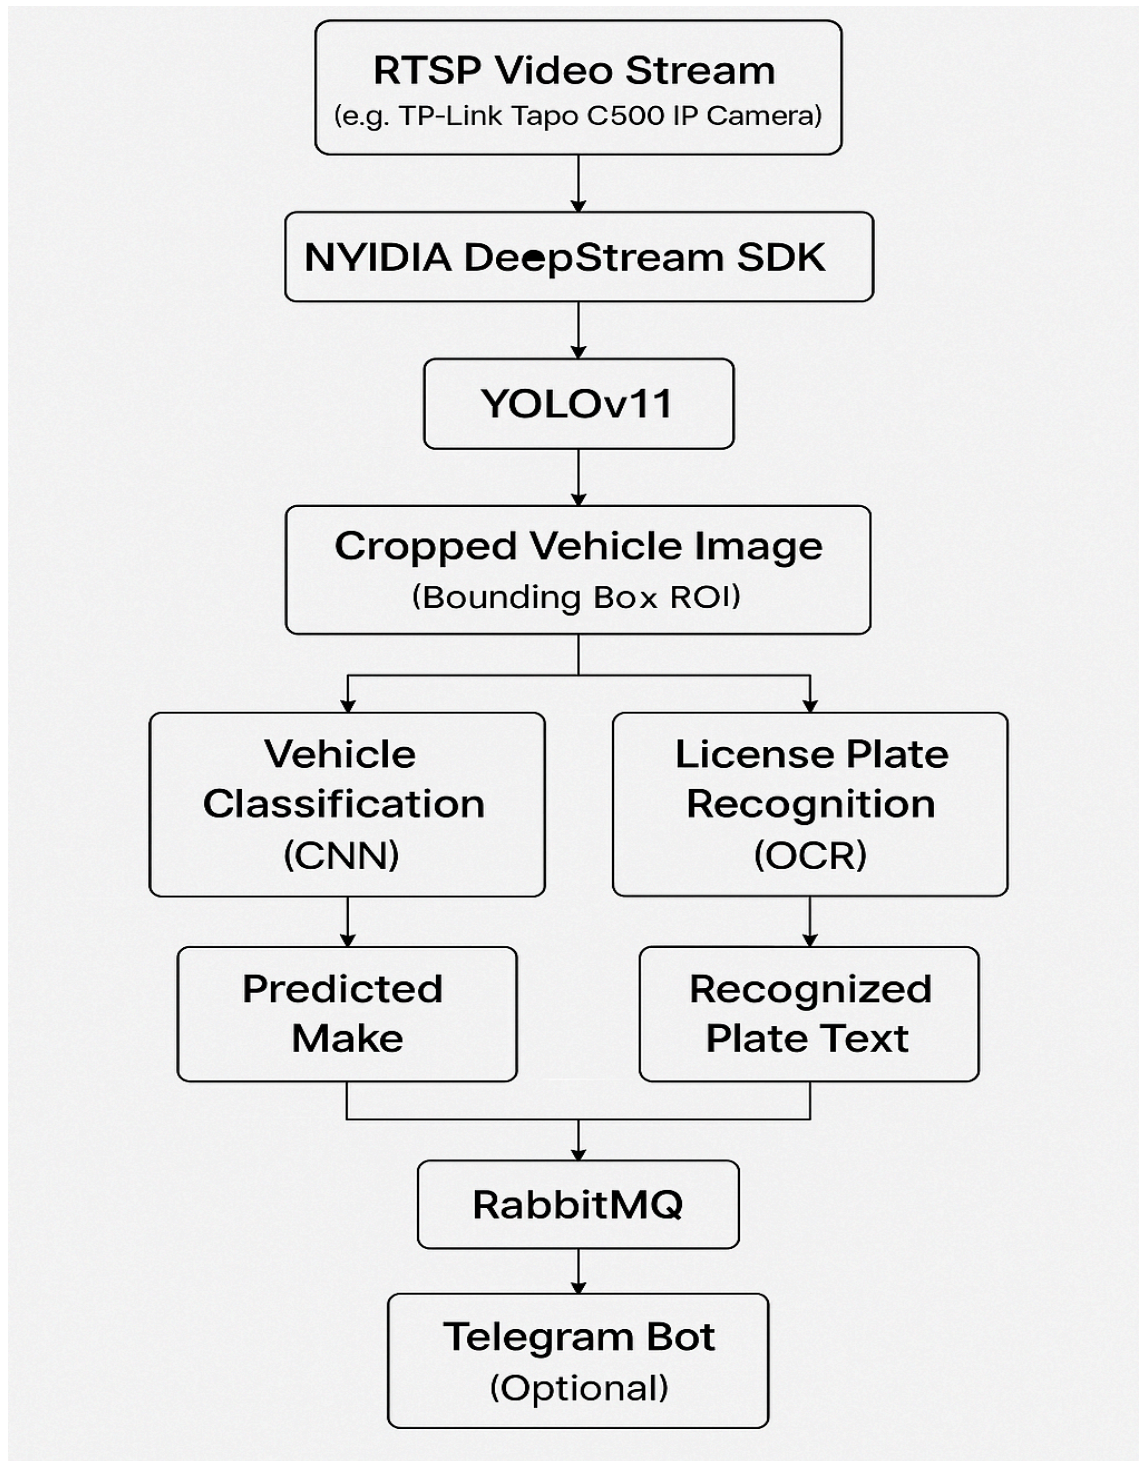 RTSP Video Stream
(e.g. TP-Link Tapo C500 IP Camera)
NYIDIA DeepStream SDK
YOLOv11
Cropped Vehicle Image
(Bounding Box ROI)
Vehicle
Classification
(CNN)
License Plate
Recognition
(OCR)
Predicted
Make
Recognized
Plate Text
RabbitMQ
Telegram Bot
(Optional)